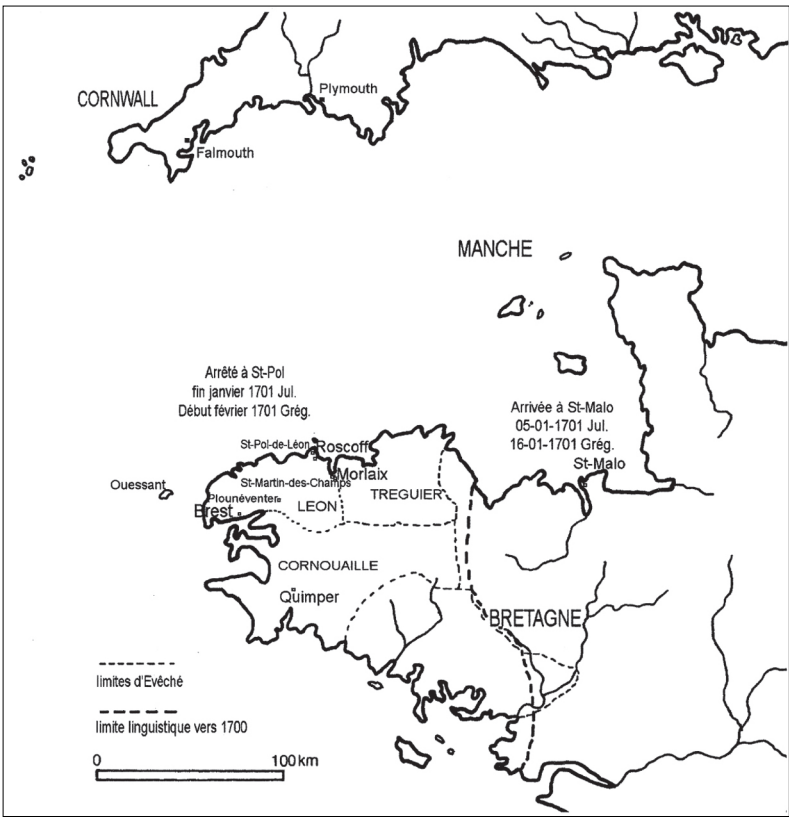 Plymouth
CORNWALL
Falmouth
MANCHE
Arrêté à St-Pol
fin janvier 1701 Jul.
Début février 1701 Grég.
Arrivée à St-Malo
05-01-1701 Jul.
16-01-1701 Grég.
St-Malo
St-Pol-de-Léon
Roscoff
Morlaix
St-Martin-des-Champs
Ouessant
Plounéventer
LEON
TREGUIER
Brest
CORNOUAILLE
Quimper
BRETAGNE
limites d'Evêché
limite linguistique vers 1700
0 100 km